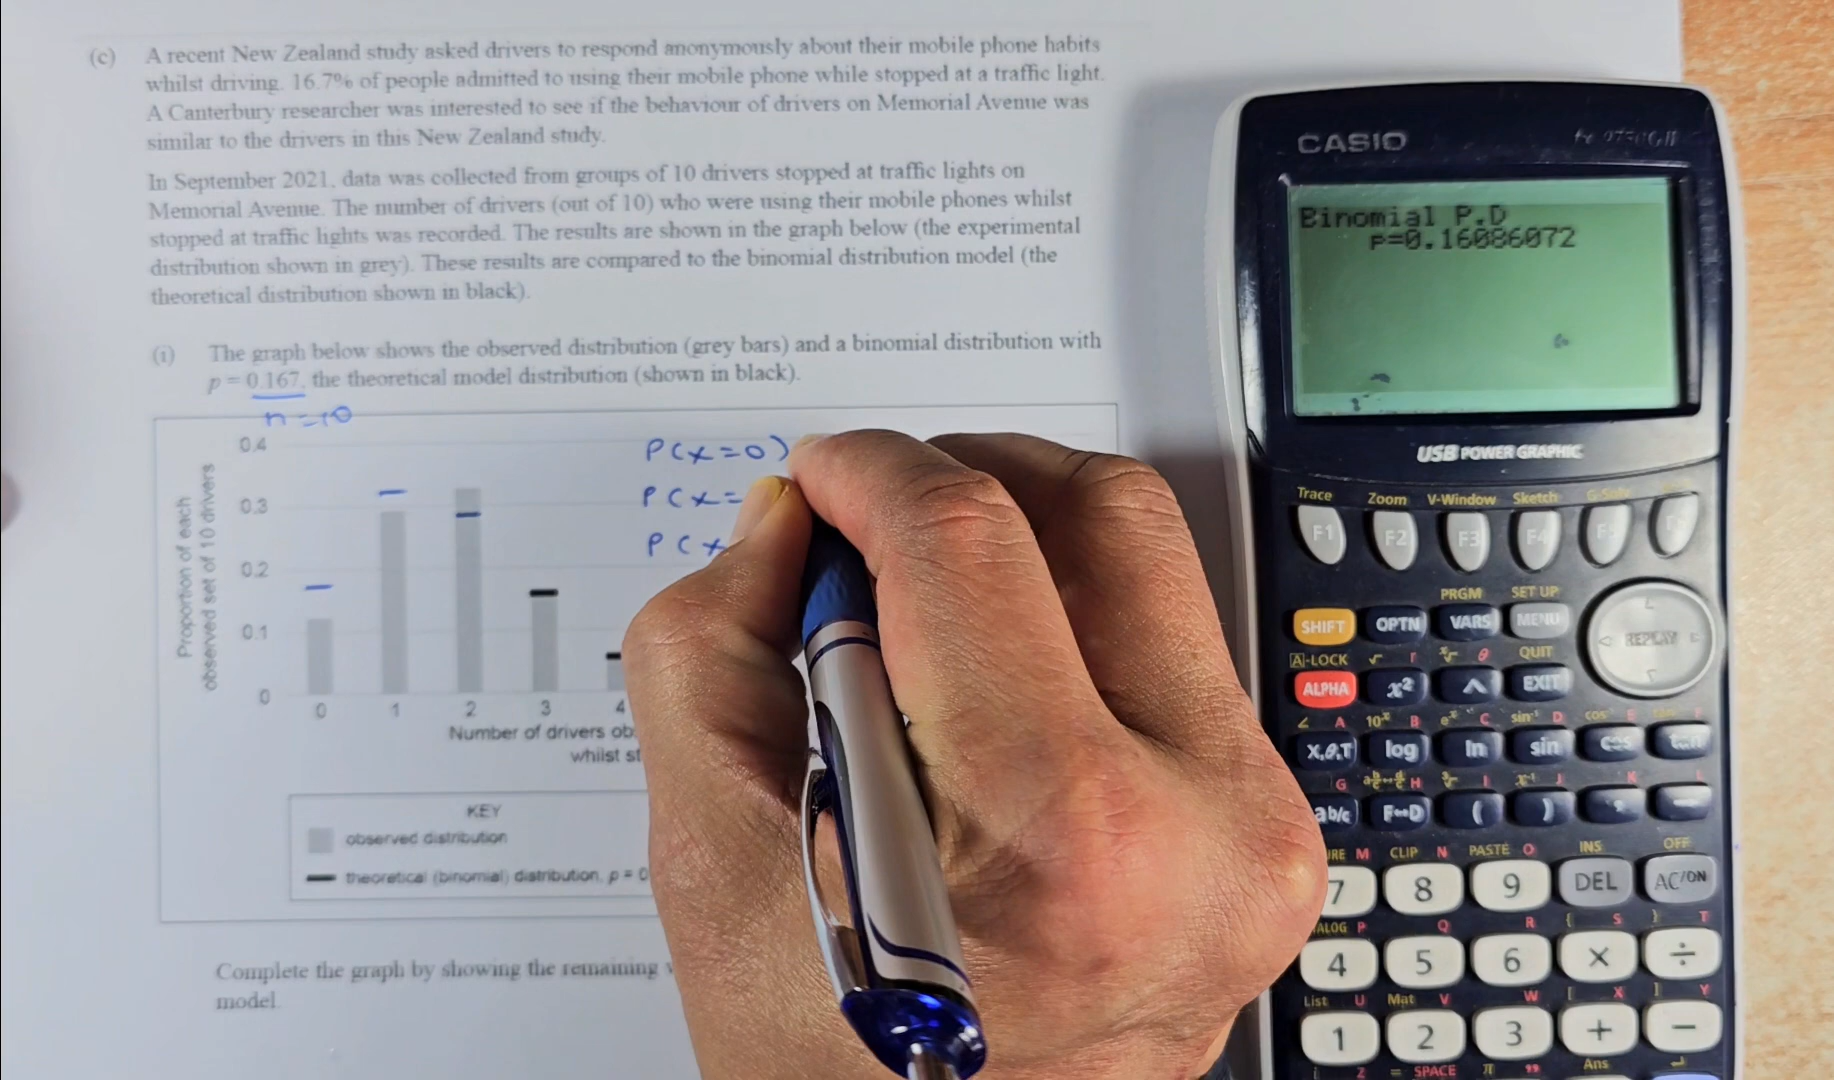 (c) A recent New Zealand study asked drivers to respond anonymously about their mobile phone habits
whilst driving. 16.7% of people admitted to using their mobile phone while stopped at a traffic light.
A Canterbury researcher was interested to see if the behaviour of drivers on Memorial Avenue was
similar to the drivers in this New Zealand study.
In September 2021, data was collected from groups of 10 drivers stopped at traffic lights on
Memorial Avenue. The number of drivers (out of 10) who were using their mobile phones whilst
stopped at traffic lights was recorded. The results are shown in the graph below (the experimental
distribution shown in grey). These results are compared to the binomial distribution model (the
theoretical distribution shown in black).
(i) The graph below shows the observed distribution (grey bars) and a binomial distribution with
p = 0.167, the theoretical model distribution (shown in black).
n = 10
Proportion of each
observed set of 10 drivers
0.4
0.3
0.2
0.1
0
0 1 2 3 4
Number of drivers ob
whilst st
P(x=0)
P(x=
P(x
KEY
observed distribution
theoretical (binomial) distribution, p = 0
Complete the graph by showing the remaining
model.
CASIO
Binomial P.D
p=0.16086072
USB POWER GRAPHIC
Trace Zoom V-Window Sketch
F1 F2 F3 F4
PRGM SET UP
SHIFT OPTN VARS MENU
REPLAY
A-LOCK √ r ˣ√ θ QUIT
ALPHA x² ^ EXIT
∠ A 10ˣ B eˣ C sin⁻¹ D cos⁻¹ E
X,θ,T log ln sin cos tan
G H I J K L
ab/c F↔D ( ) , →
M CLIP N PASTE O INS OFF
7 8 9 DEL AC/ON
P Q R { S } T
4 5 6 × ÷
List U Mat V W [ X ] Y
1 2 3 + −
i Z = SPACE π " Ans